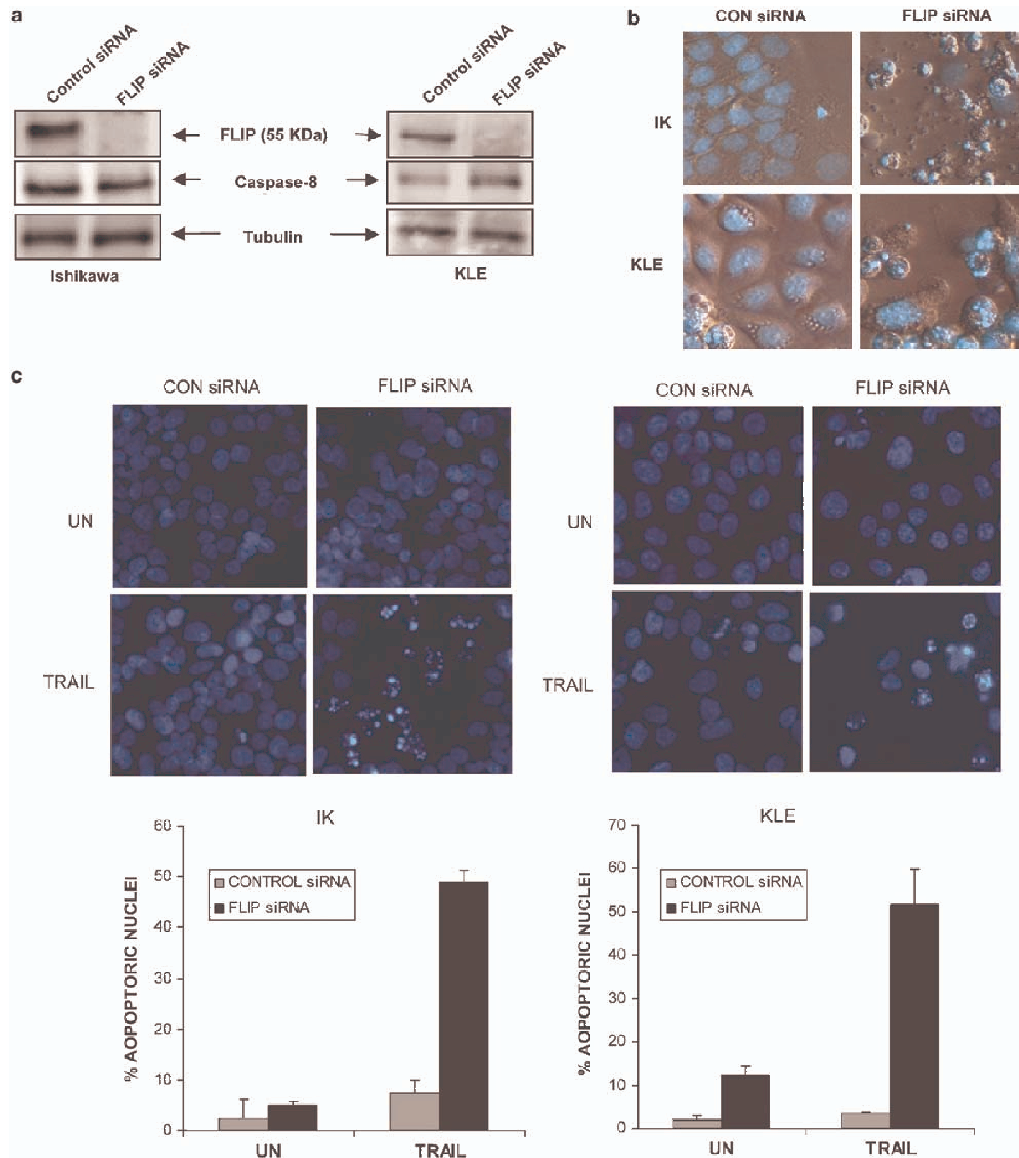 a
Control siRNA
FLIP siRNA
Control siRNA
FLIP siRNA
FLIP (55 KDa)
Caspase-8
Tubulin
Ishikawa
KLE
b
CON siRNA
FLIP siRNA
IK
KLE
c
CON siRNA
FLIP siRNA
UN
TRAIL
CON siRNA
FLIP siRNA
UN
TRAIL
IK
% AOPOPTORIC NUCLEI
60
50
40
30
20
10
0
CONTROL siRNA
FLIP siRNA
UN
TRAIL
KLE
% AOPOPTORIC NUCLEI
70
60
50
40
30
20
10
0
CONTROL siRNA
FLIP siRNA
UN
TRAIL